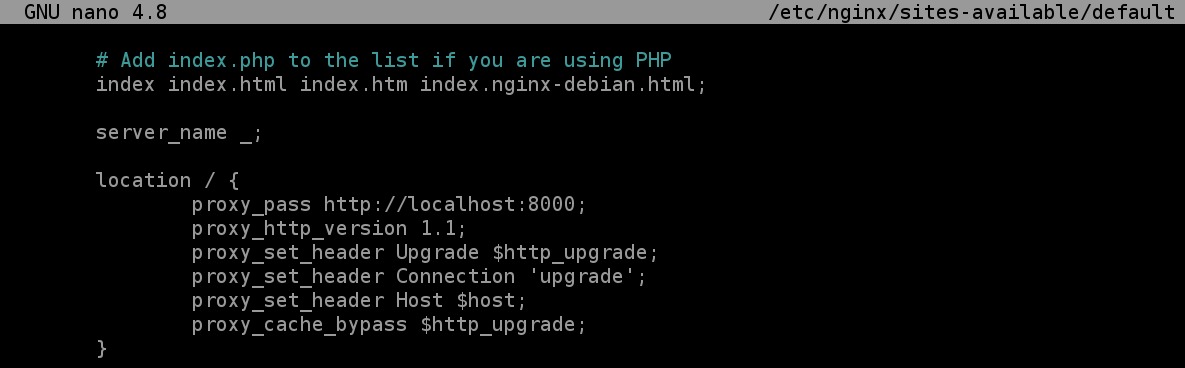 GNU nano 4.8 /etc/nginx/sites-available/default
# Add index.php to the list if you are using PHP
index index.html index.htm index.nginx-debian.html;
server_name _;
location / {
proxy_pass http://localhost:8000;
proxy_http_version 1.1;
proxy_set_header Upgrade $http_upgrade;
proxy_set_header Connection 'upgrade';
proxy_set_header Host $host;
proxy_cache_bypass $http_upgrade;
}